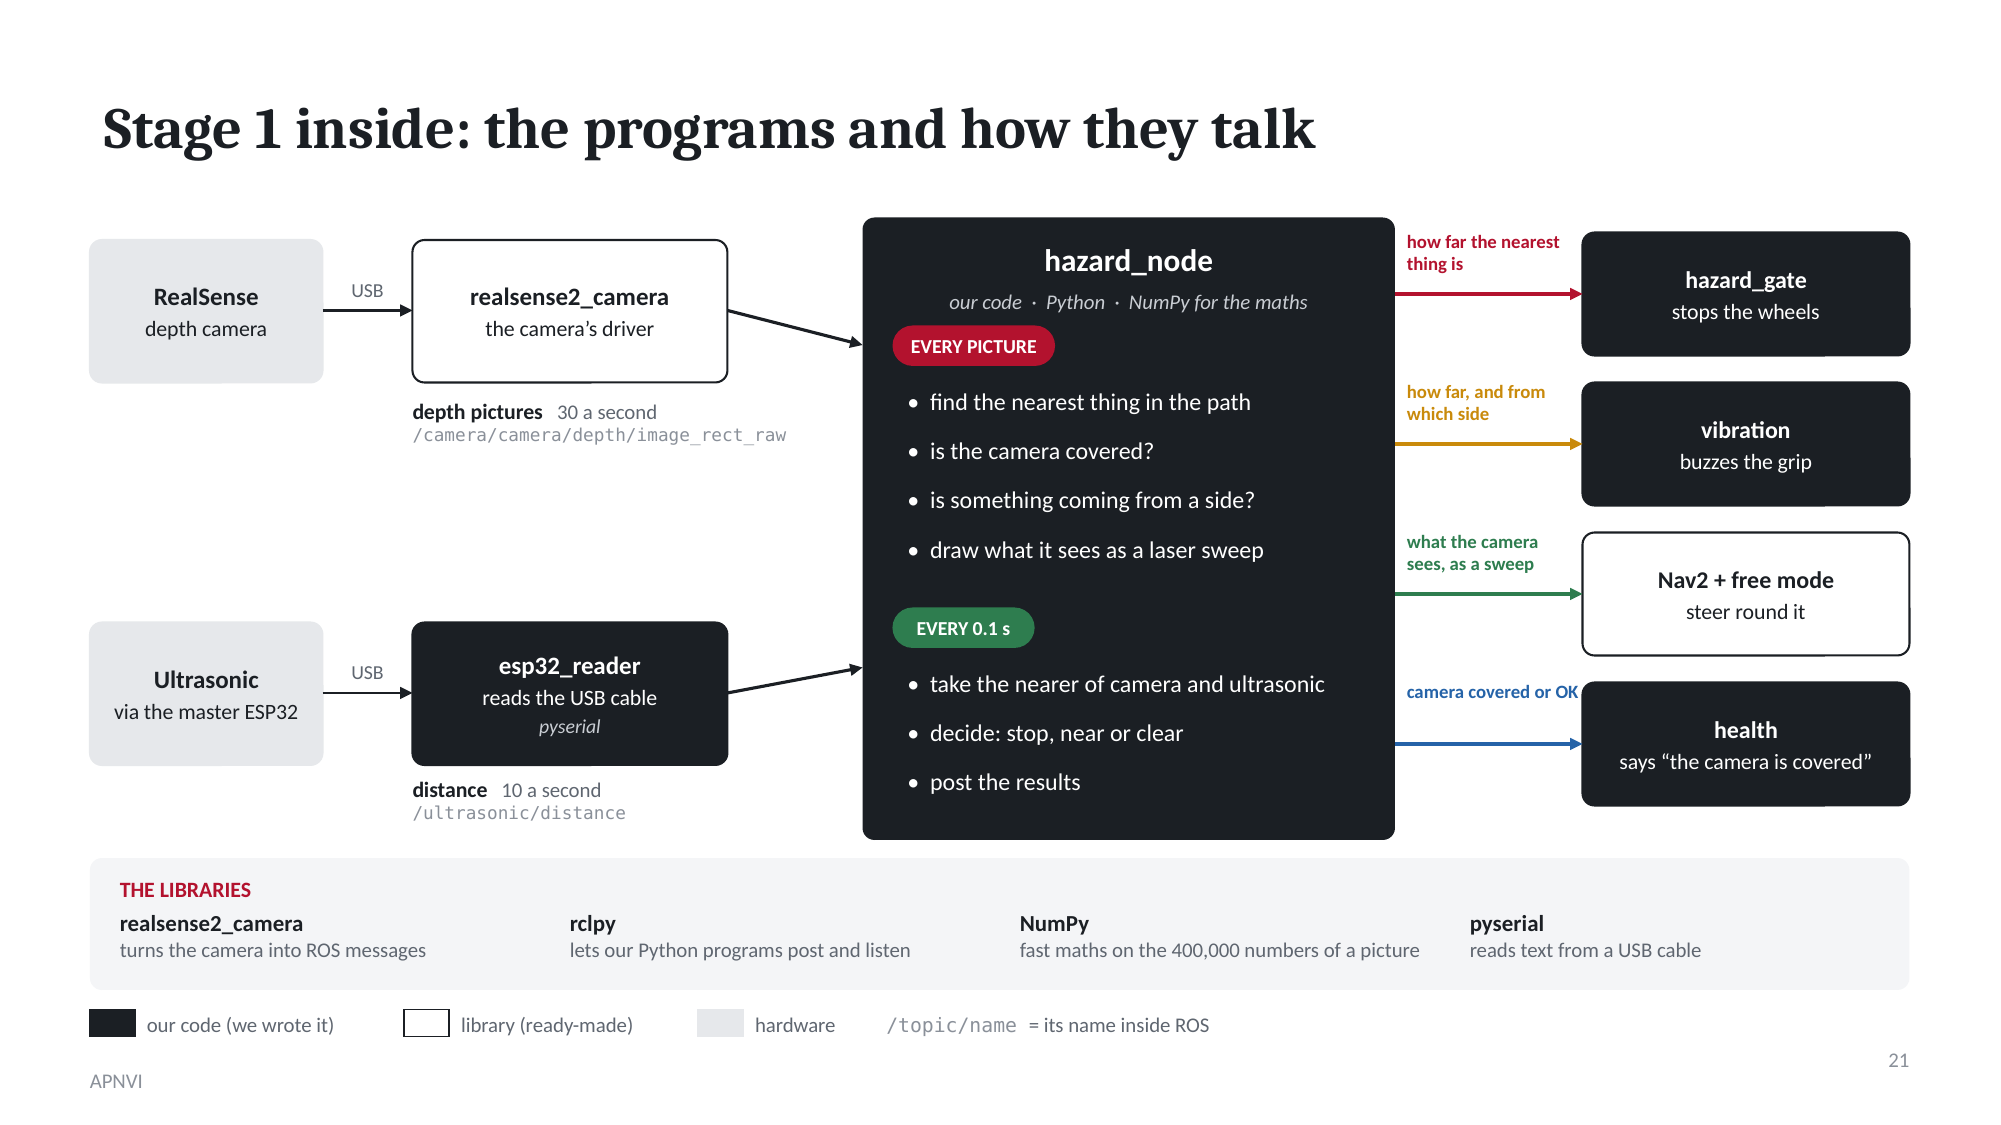 Stage 1 inside: the programs and how they talk
RealSense
depth camera
USB
realsense2_camera
the camera’s driver
depth pictures 30 a second
/camera/camera/depth/image_rect_raw
Ultrasonic
via the master ESP32
USB
esp32_reader
reads the USB cable
pyserial
distance 10 a second
/ultrasonic/distance
hazard_node
our code · Python · NumPy for the maths
EVERY PICTURE
• find the nearest thing in the path
• is the camera covered?
• is something coming from a side?
• draw what it sees as a laser sweep
EVERY 0.1 s
• take the nearer of camera and ultrasonic
• decide: stop, near or clear
• post the results
how far the nearest
thing is
hazard_gate
stops the wheels
how far, and from
which side
vibration
buzzes the grip
what the camera
sees, as a sweep
Nav2 + free mode
steer round it
camera covered or OK
health
says “the camera is covered”
THE LIBRARIES
realsense2_camera
turns the camera into ROS messages
rclpy
lets our Python programs post and listen
NumPy
fast maths on the 400,000 numbers of a picture
pyserial
reads text from a USB cable
our code (we wrote it)
library (ready-made)
hardware
/topic/name = its name inside ROS
21
APNVI